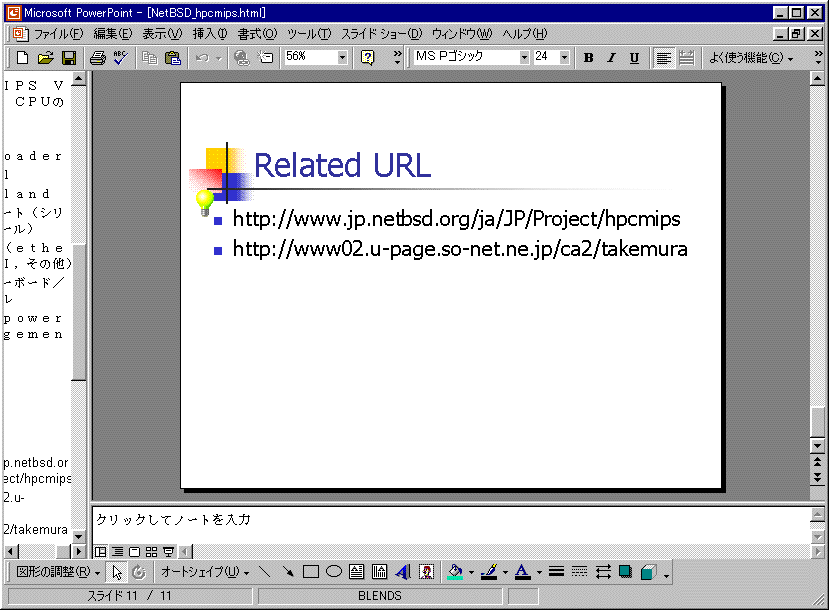 Microsoft PowerPoint - [NetBSD_hpcmips.html]
ファイル(F) 編集(E) 表示(V) 挿入(I) 書式(O) ツール(T) スライド ショー(D) ウィンドウ(W) ヘルプ(H)
56% MS Pゴシック 24 B I U よく使う機能(C)
IPS V
CPUの
oader
l
land
ート(シリ
ール)
(ethe
I,その他)
ーボード/
レ
power
gemen
p.netbsd.or
ect/hpcmips
2.u-
2/takemura
Related URL
http://www.jp.netbsd.org/ja/JP/Project/hpcmips
http://www02.u-page.so-net.ne.jp/ca2/takemura
クリックしてノートを入力
図形の調整(R) オートシェイプ(U)
スライド 11 / 11 BLENDS